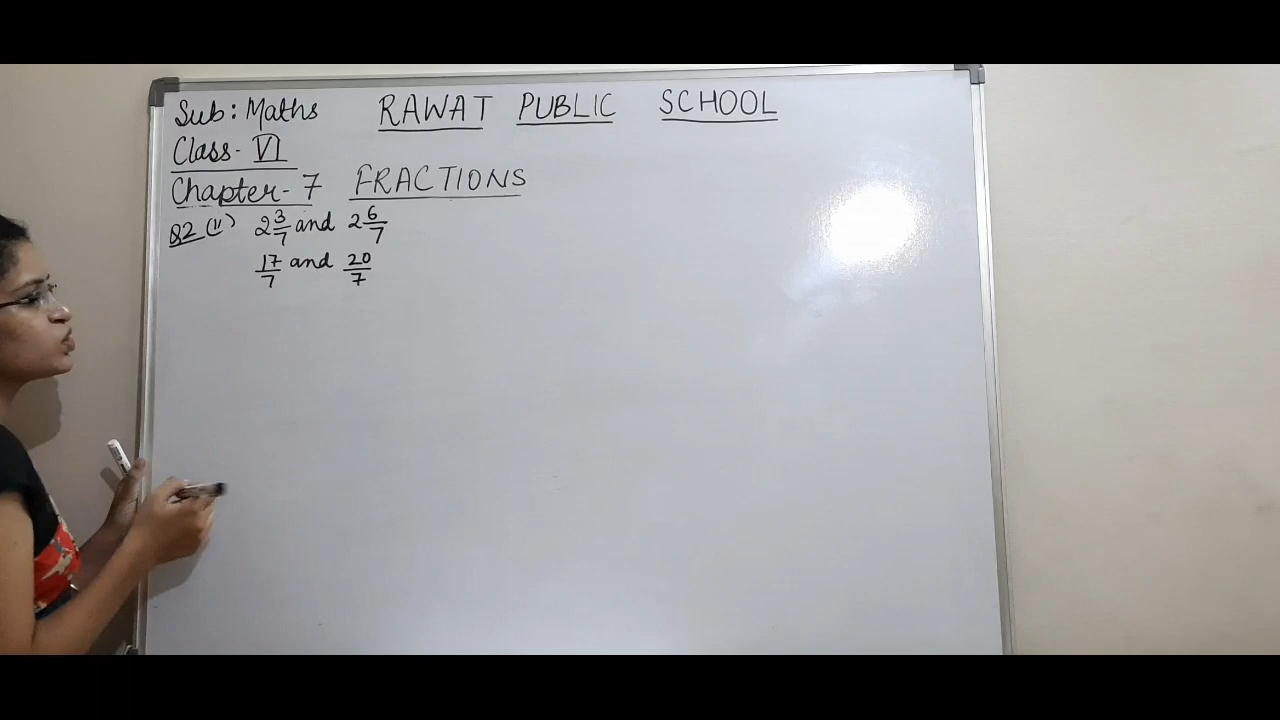 Sub: Maths RAWAT PUBLIC SCHOOL
Class- VI
Chapter- 7 FRACTIONS
Q2 (ii) 2 3/7 and 2 6/7
17/7 and 20/7